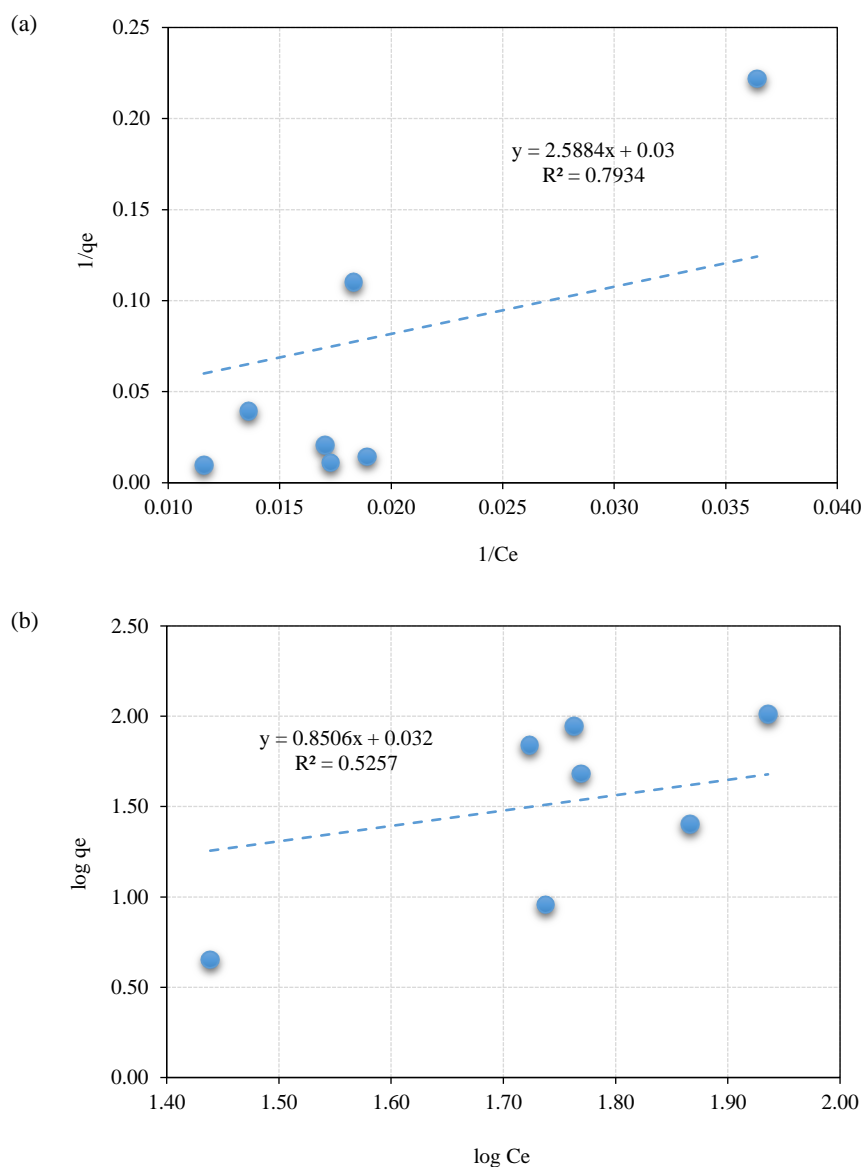 (a)
0.25
0.20
0.15
0.10
0.05
0.00
1/qe
y = 2.5884x + 0.03
R² = 0.7934
0.010 0.015 0.020 0.025 0.030 0.035 0.040
1/Ce
(b)
2.50
2.00
1.50
1.00
0.50
0.00
log qe
y = 0.8506x + 0.032
R² = 0.5257
1.40 1.50 1.60 1.70 1.80 1.90 2.00
log Ce